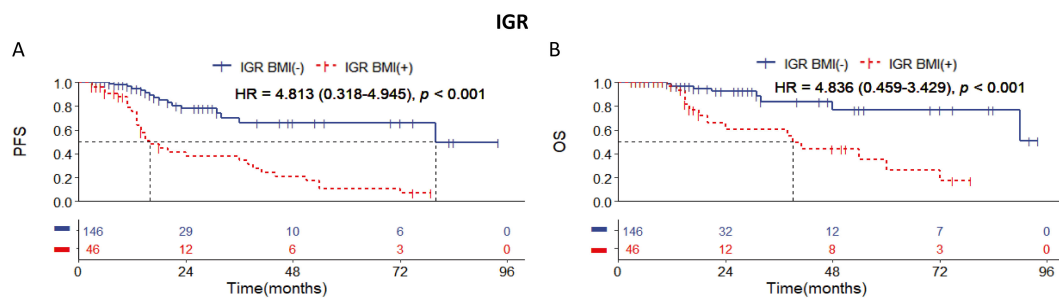 IGR
A
IGR BMI(-) IGR BMI(+)
HR = 4.813 (0.318-4.945), p < 0.001
PFS
1.0
0.8
0.6
0.4
0.2
0.0
146 29 10 6 0
46 12 6 3 0
0 24 48 72 96
Time(months)
B
IGR BMI(-) IGR BMI(+)
HR = 4.836 (0.459-3.429), p < 0.001
OS
1.0
0.8
0.6
0.4
0.2
0.0
146 32 12 7 0
46 12 8 3 0
0 24 48 72 96
Time(months)